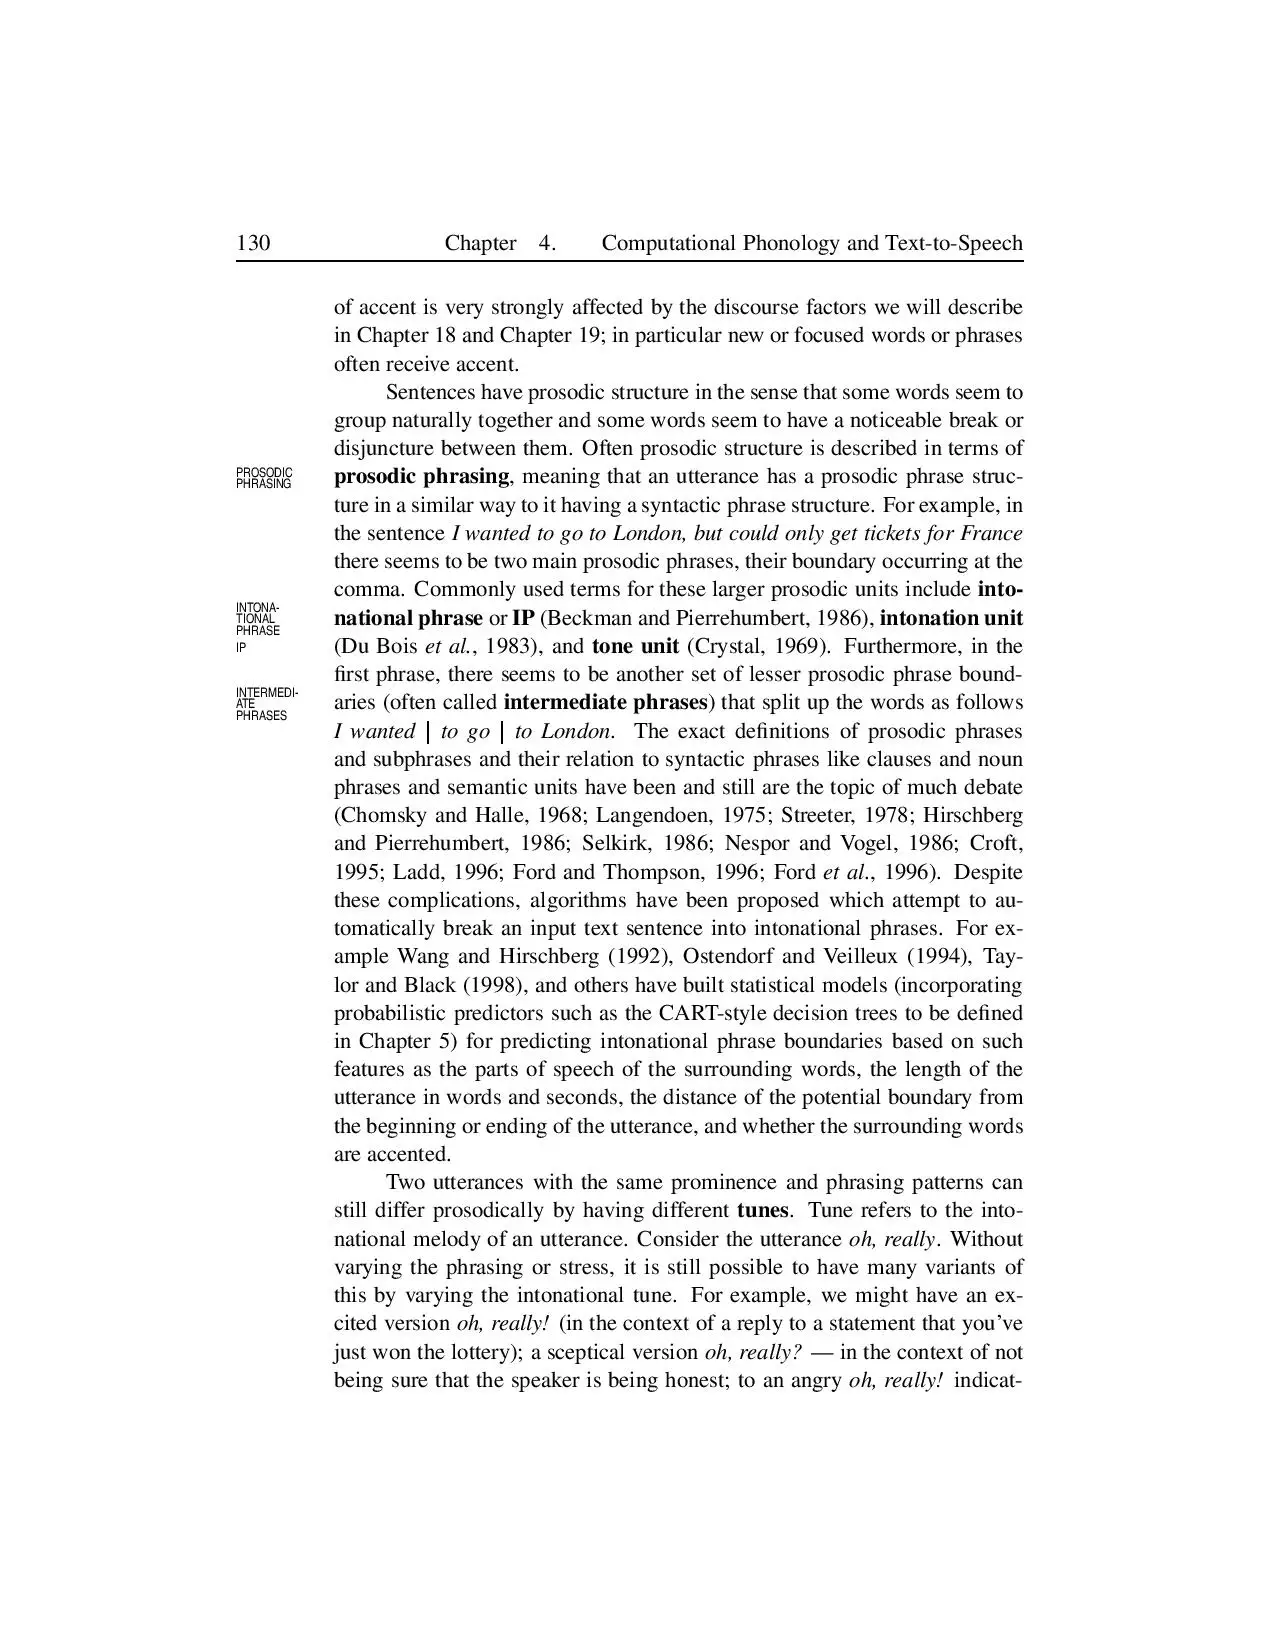 130 Chapter 4. Computational Phonology and Text-to-Speech
of accent is very strongly affected by the discourse factors we will describe
in Chapter 18 and Chapter 19; in particular new or focused words or phrases
often receive accent.
Sentences have prosodic structure in the sense that some words seem to
group naturally together and some words seem to have a noticeable break or
disjuncture between them. Often prosodic structure is described in terms of
PROSODIC
PHRASING
prosodic phrasing, meaning that an utterance has a prosodic phrase struc-
ture in a similar way to it having a syntactic phrase structure. For example, in
the sentence I wanted to go to London, but could only get tickets for France
there seems to be two main prosodic phrases, their boundary occurring at the
comma. Commonly used terms for these larger prosodic units include into-
INTONA-
TIONAL
PHRASE
national phrase or IP (Beckman and Pierrehumbert, 1986), intonation unit
IP
(Du Bois et al., 1983), and tone unit (Crystal, 1969). Furthermore, in the
first phrase, there seems to be another set of lesser prosodic phrase bound-
INTERMEDI-
ATE
PHRASES
aries (often called intermediate phrases) that split up the words as follows
I wanted | to go | to London. The exact definitions of prosodic phrases
and subphrases and their relation to syntactic phrases like clauses and noun
phrases and semantic units have been and still are the topic of much debate
(Chomsky and Halle, 1968; Langendoen, 1975; Streeter, 1978; Hirschberg
and Pierrehumbert, 1986; Selkirk, 1986; Nespor and Vogel, 1986; Croft,
1995; Ladd, 1996; Ford and Thompson, 1996; Ford et al., 1996). Despite
these complications, algorithms have been proposed which attempt to au-
tomatically break an input text sentence into intonational phrases. For ex-
ample Wang and Hirschberg (1992), Ostendorf and Veilleux (1994), Tay-
lor and Black (1998), and others have built statistical models (incorporating
probabilistic predictors such as the CART-style decision trees to be defined
in Chapter 5) for predicting intonational phrase boundaries based on such
features as the parts of speech of the surrounding words, the length of the
utterance in words and seconds, the distance of the potential boundary from
the beginning or ending of the utterance, and whether the surrounding words
are accented.
Two utterances with the same prominence and phrasing patterns can
still differ prosodically by having different tunes. Tune refers to the into-
national melody of an utterance. Consider the utterance oh, really. Without
varying the phrasing or stress, it is still possible to have many variants of
this by varying the intonational tune. For example, we might have an ex-
cited version oh, really! (in the context of a reply to a statement that you've
just won the lottery); a sceptical version oh, really? — in the context of not
being sure that the speaker is being honest; to an angry oh, really! indicat-